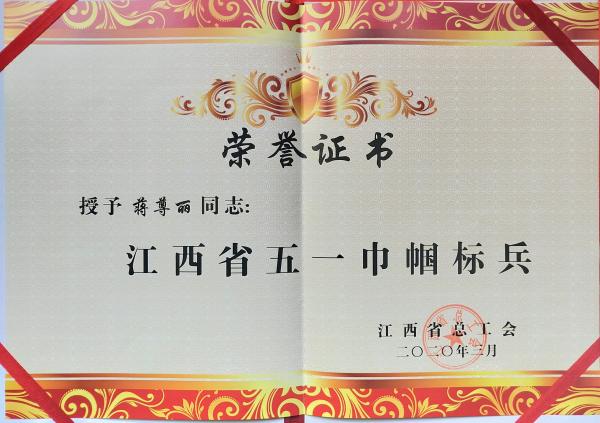 荣誉证书
授予 蒋尊丽 同志:
江西省五一巾帼标兵
江西省总工会
二〇二〇年三月